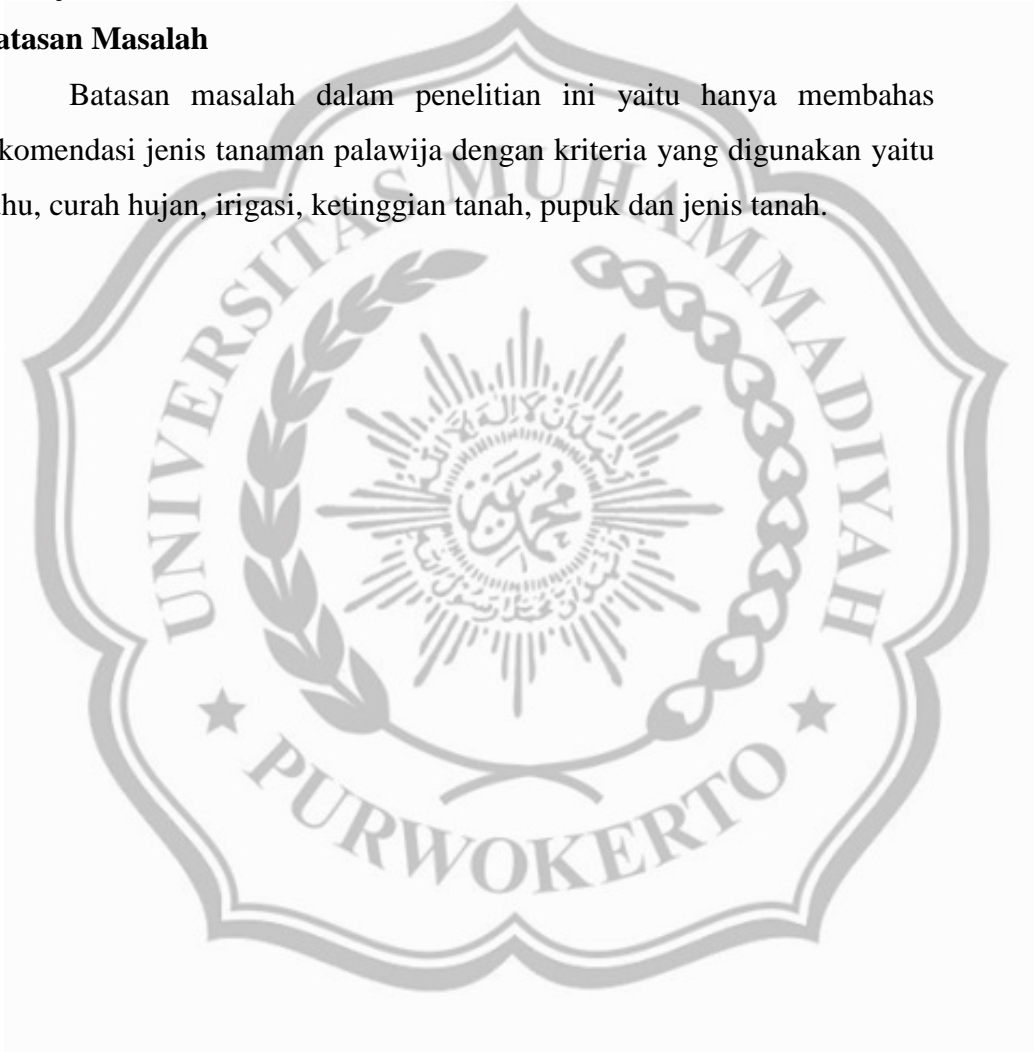 atasan Masalah
Batasan masalah dalam penelitian ini yaitu hanya membahas
komendasi jenis tanaman palawija dengan kriteria yang digunakan yaitu
hu, curah hujan, irigasi, ketinggian tanah, pupuk dan jenis tanah.
UNIVERSITAS MUHAMMADIYAH
PURWOKERTO